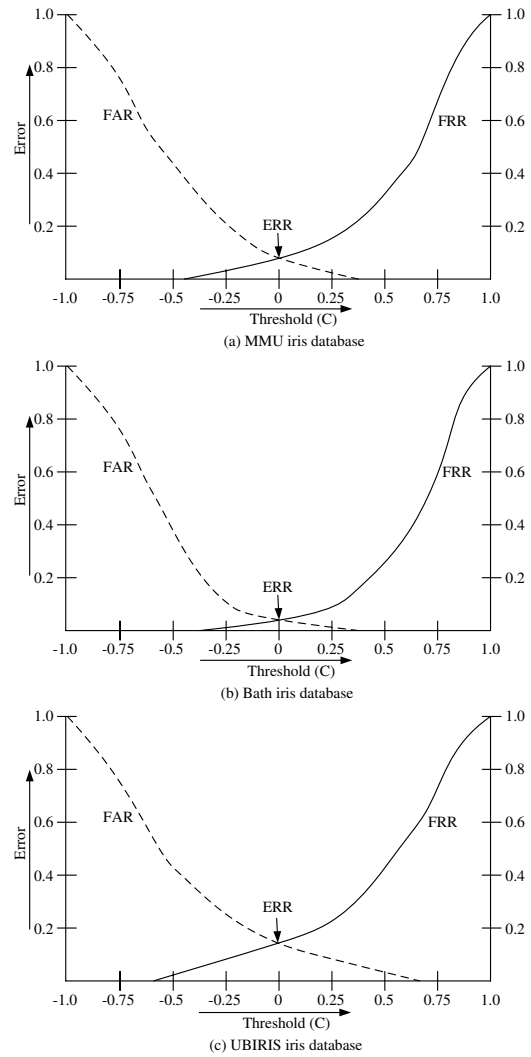 1.0 1.0
0.8 0.8
FAR 0.6 FRR 0.6
Error
0.4 0.4
ERR
0.2 0.2
-1.0 -0.75 -0.5 -0.25 0 0.25 0.50 0.75 1.0
Threshold (C)
(a) MMU iris database
1.0 1.0
0.8 0.8
FAR 0.6 FRR 0.6
Error
0.4 0.4
ERR
0.2 0.2
-1.0 -0.75 -0.5 -0.25 0 0.25 0.50 0.75 1.0
Threshold (C)
(b) Bath iris database
1.0 1.0
0.8 0.8
FAR 0.6 FRR 0.6
Error
0.4 0.4
ERR
0.2 0.2
-1.0 -0.75 -0.5 -0.25 0 0.25 0.50 0.75 1.0
Threshold (C)
(c) UBIRIS iris database